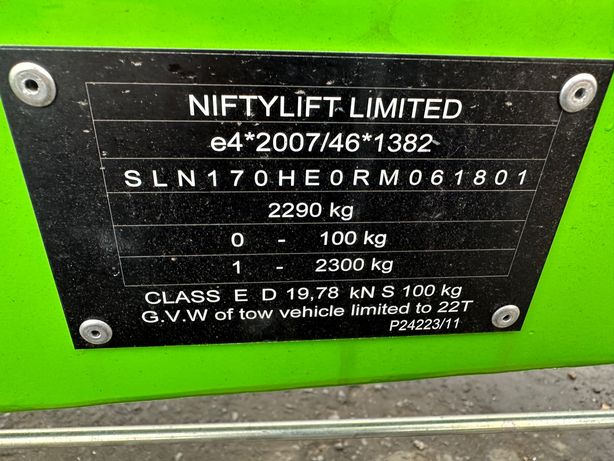 NIFTYLIFT LIMITED
e4*2007/46*1382
SLN170HE0RM061801
2290 kg
0 - 100 kg
1 - 2300 kg
CLASS E D 19,78 kN S 100 kg
G.V.W of tow vehicle limited to 22T
P24223/11